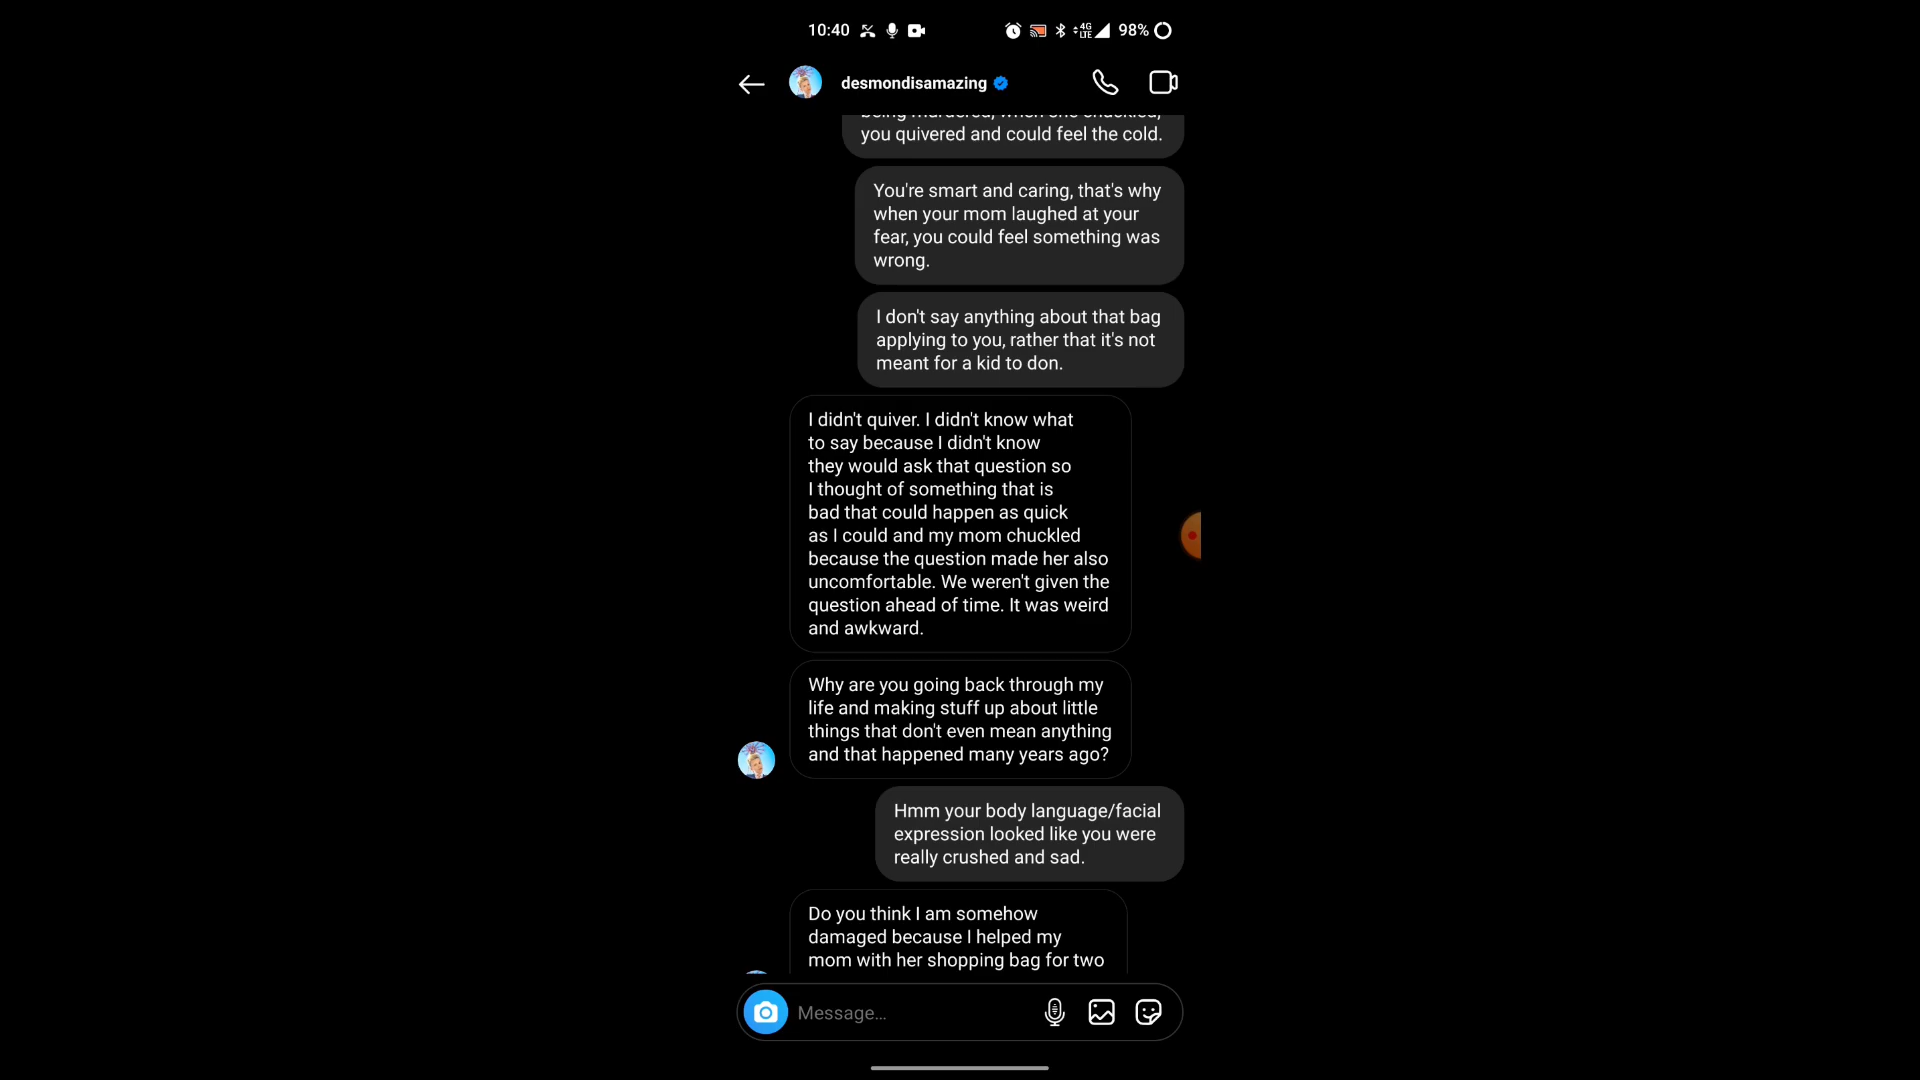 10:40
4G
LTE
98%
desmondisamazing
being murdered, when she chuckled,
you quivered and could feel the cold.
You're smart and caring, that's why
when your mom laughed at your
fear, you could feel something was
wrong.
I don't say anything about that bag
applying to you, rather that it's not
meant for a kid to don.
I didn't quiver. I didn't know what
to say because I didn't know
they would ask that question so
I thought of something that is
bad that could happen as quick
as I could and my mom chuckled
because the question made her also
uncomfortable. We weren't given the
question ahead of time. It was weird
and awkward.
Why are you going back through my
life and making stuff up about little
things that don't even mean anything
and that happened many years ago?
Hmm your body language/facial
expression looked like you were
really crushed and sad.
Do you think I am somehow
damaged because I helped my
mom with her shopping bag for two
Message...